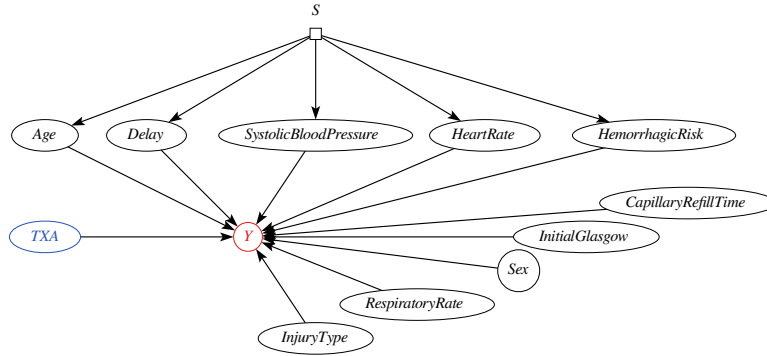 S
Age
Delay
SystolicBloodPressure
HeartRate
HemorrhagicRisk
CapillaryRefillTime
TXA
Y
InitialGlasgow
Sex
RespiratoryRate
InjuryType